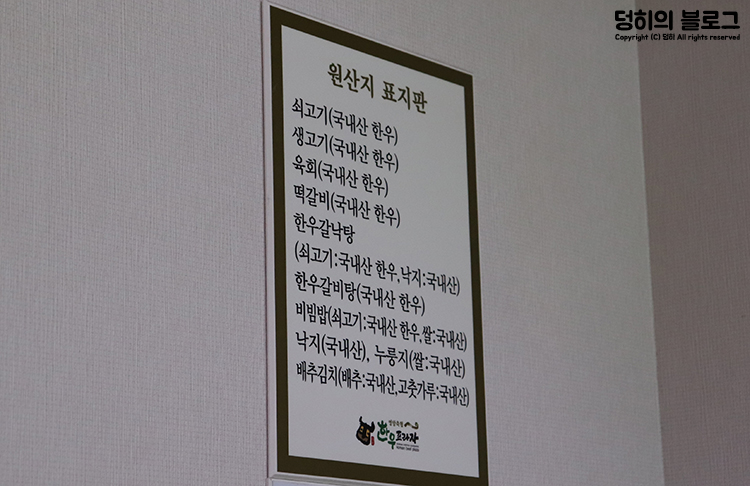 덩히의 블로그
Copyright (C) 덩히 All rights reserved
원산지 표지판
쇠고기(국내산 한우)
생고기(국내산 한우)
육회(국내산 한우)
떡갈비(국내산 한우)
한우갈낙탕
(쇠고기:국내산 한우,낙지:국내산)
한우갈비탕(국내산 한우)
비빔밥(쇠고기:국내산 한우,쌀:국내산)
낙지(국내산), 누룽지(쌀:국내산)
배추김치(배추:국내산,고춧가루:국내산)
한우프라자